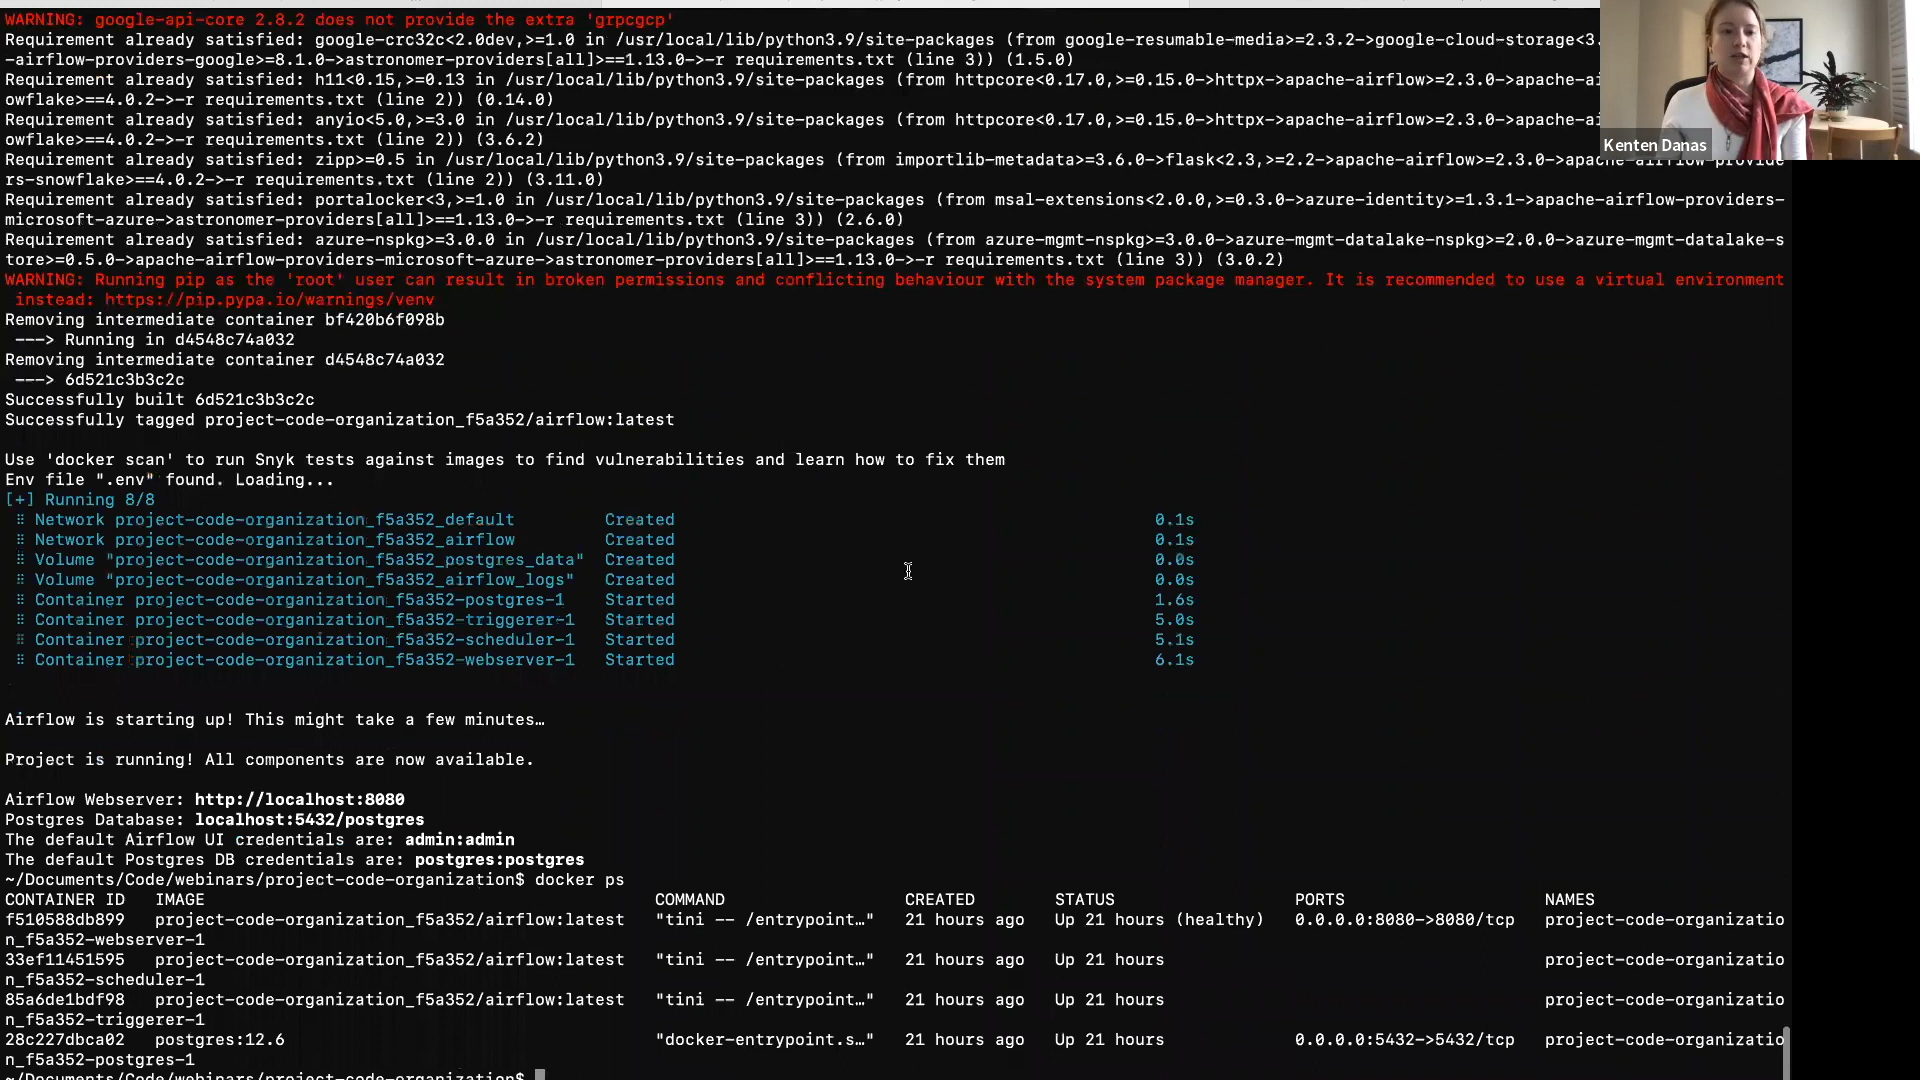 WARNING: google-api-core 2.8.2 does not provide the extra 'grpcgcp'
Requirement already satisfied: google-crc32c<2.0dev,>=1.0 in /usr/local/lib/python3.9/site-packages (from google-resumable-media>=2.3.2->google-cloud-storage<3.
-airflow-providers-google>=8.1.0->astronomer-providers[all]>==1.13.0->-r requirements.txt (line 3)) (1.5.0)
Requirement already satisfied: h11<0.15,>=0.13 in /usr/local/lib/python3.9/site-packages (from httpcore<0.17.0,>=0.15.0->httpx->apache-airflow>=2.3.0->apache-ai
owflake>==4.0.2->-r requirements.txt (line 2)) (0.14.0)
Requirement already satisfied: anyio<5.0,>=3.0 in /usr/local/lib/python3.9/site-packages (from httpcore<0.17.0,>=0.15.0->httpx->apache-airflow>=2.3.0->apache-ai
owflake>==4.0.2->-r requirements.txt (line 2)) (3.6.2)
Kenten Danas
Requirement already satisfied: zipp>=0.5 in /usr/local/lib/python3.9/site-packages (from importlib-metadata>=3.6.0->flask<2.3,>=2.2->apache-airflow>=2.3.0->apache-airflow-provide
rs-snowflake>==4.0.2->-r requirements.txt (line 2)) (3.11.0)
Requirement already satisfied: portalocker<3,>=1.0 in /usr/local/lib/python3.9/site-packages (from msal-extensions<2.0.0,>=0.3.0->azure-identity>=1.3.1->apache-airflow-providers-
microsoft-azure->astronomer-providers[all]>==1.13.0->-r requirements.txt (line 3)) (2.6.0)
Requirement already satisfied: azure-nspkg>=3.0.0 in /usr/local/lib/python3.9/site-packages (from azure-mgmt-nspkg>=3.0.0->azure-mgmt-datalake-nspkg>=2.0.0->azure-mgmt-datalake-s
tore>=0.5.0->apache-airflow-providers-microsoft-azure->astronomer-providers[all]>==1.13.0->-r requirements.txt (line 3)) (3.0.2)
WARNING: Running pip as the 'root' user can result in broken permissions and conflicting behaviour with the system package manager. It is recommended to use a virtual environment
instead: https://pip.pypa.io/warnings/venv
Removing intermediate container bf420b6f098b
---> Running in d4548c74a032
Removing intermediate container d4548c74a032
---> 6d521c3b3c2c
Successfully built 6d521c3b3c2c
Successfully tagged project-code-organization_f5a352/airflow:latest
Use 'docker scan' to run Snyk tests against images to find vulnerabilities and learn how to fix them
Env file ".env" found. Loading...
[+] Running 8/8
⠿ Network project-code-organization_f5a352_default Created 0.1s
⠿ Network project-code-organization_f5a352_airflow Created 0.1s
⠿ Volume "project-code-organization_f5a352_postgres_data" Created 0.0s
⠿ Volume "project-code-organization_f5a352_airflow_logs" Created 0.0s
⠿ Container project-code-organization_f5a352-postgres-1 Started 1.6s
⠿ Container project-code-organization_f5a352-triggerer-1 Started 5.0s
⠿ Container project-code-organization_f5a352-scheduler-1 Started 5.1s
⠿ Container project-code-organization_f5a352-webserver-1 Started 6.1s
Airflow is starting up! This might take a few minutes…
Project is running! All components are now available.
Airflow Webserver: http://localhost:8080
Postgres Database: localhost:5432/postgres
The default Airflow UI credentials are: admin:admin
The default Postgres DB credentials are: postgres:postgres
~/Documents/Code/webinars/project-code-organization$ docker ps
CONTAINER ID IMAGE COMMAND CREATED STATUS PORTS NAMES
f510588db899 project-code-organization_f5a352/airflow:latest "tini -- /entrypoint…" 21 hours ago Up 21 hours (healthy) 0.0.0.0:8080->8080/tcp project-code-organizatio
n_f5a352-webserver-1
33ef11451595 project-code-organization_f5a352/airflow:latest "tini -- /entrypoint…" 21 hours ago Up 21 hours project-code-organizatio
n_f5a352-scheduler-1
85a6de1bdf98 project-code-organization_f5a352/airflow:latest "tini -- /entrypoint…" 21 hours ago Up 21 hours project-code-organizatio
n_f5a352-triggerer-1
28c227dbca02 postgres:12.6 "docker-entrypoint.s…" 21 hours ago Up 21 hours 0.0.0.0:5432->5432/tcp project-code-organizatio
n_f5a352-postgres-1
~/Documents/Code/webinars/project-code-organization$